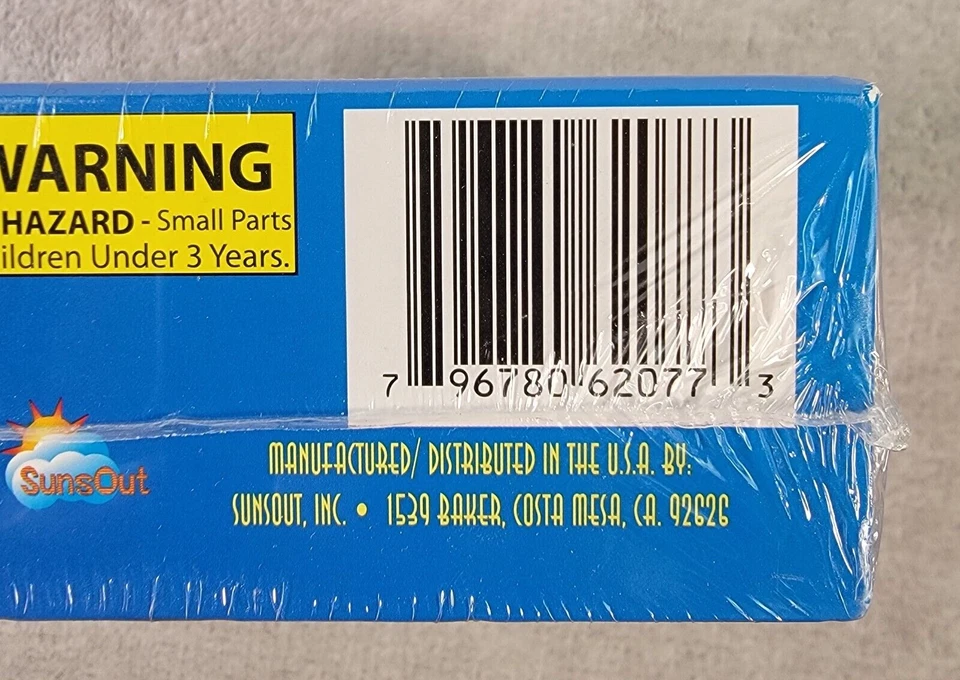 WARNING
HAZARD - Small Parts
ildren Under 3 Years.
7 96780 62077 3
SunsOut
MANUFACTURED/ DISTRIBUTED IN THE U.S.A. BY:
SUNSOUT, INC. • 1539 BAKER, COSTA MESA, CA. 92626